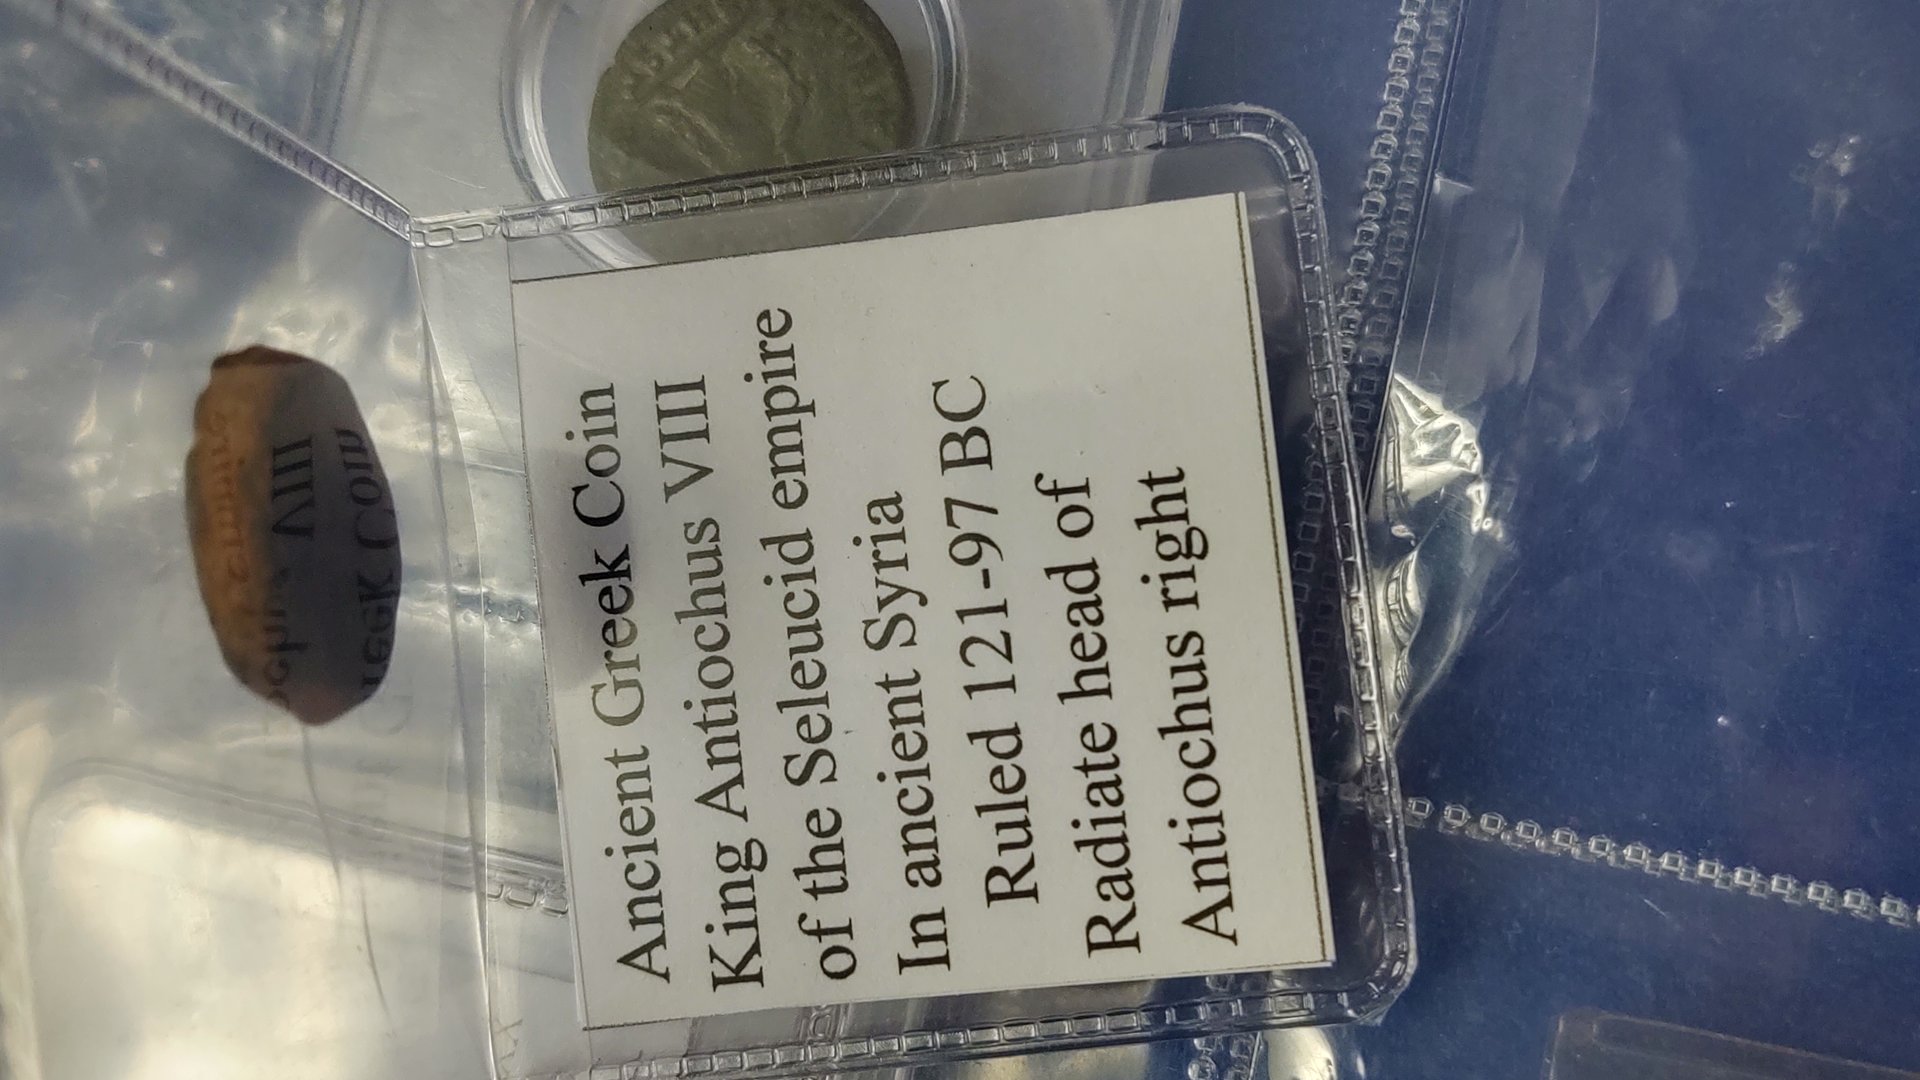 Ancient Greek Coin
King Antiochus VIII
of the Seleucid empire
In ancient Syria
Ruled 121-97 BC
Radiate head of
Antiochus right